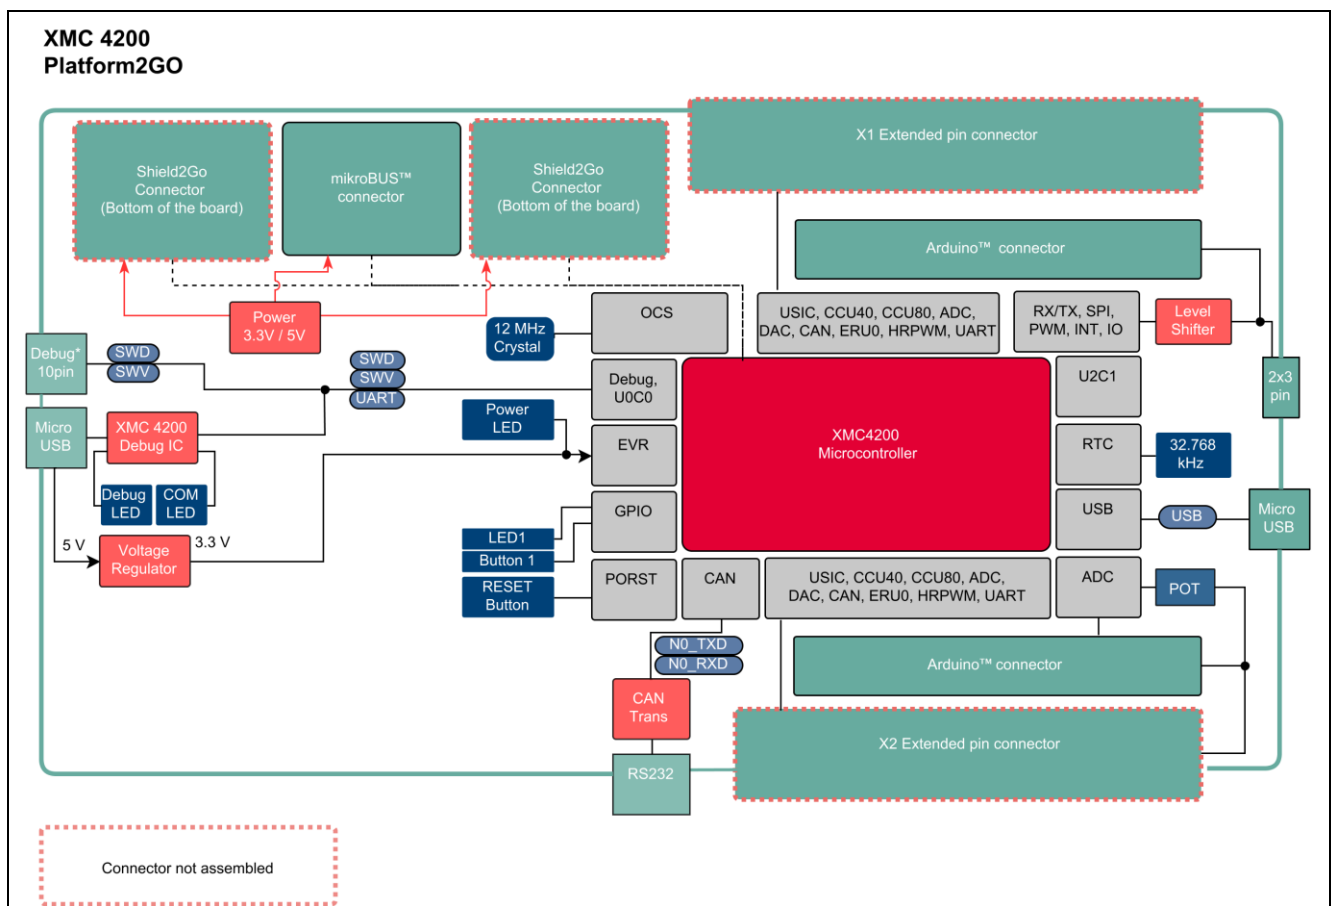 XMC 4200
Platform2GO
X1 Extended pin connector
Shield2Go
Connector
(Bottom of the board)
mikroBUS™
connector
Shield2Go
Connector
(Bottom of the board)
Arduino™ connector
Power
3.3V / 5V
OCS
12 MHz
Crystal
USIC, CCU40, CCU80, ADC,
DAC, CAN, ERU0, HRPWM, UART
RX/TX, SPI,
PWM, INT, IO
Level
Shifter
Debug*
10pin
SWD
SWV
SWD
SWV
UART
Debug,
U0C0
U2C1
2x3
pin
Micro
USB
XMC 4200
Debug IC
Power
LED
EVR
XMC4200
Microcontroller
RTC
32.768
kHz
Debug
LED
COM
LED
GPIO
USB
USB
Micro
USB
5 V
Voltage
Regulator
3.3 V
LED1
Button 1
RESET
Button
PORST
CAN
USIC, CCU40, CCU80, ADC,
DAC, CAN, ERU0, HRPWM, UART
ADC
POT
N0_TXD
N0_RXD
Arduino™ connector
CAN
Trans
X2 Extended pin connector
RS232
Connector not assembled